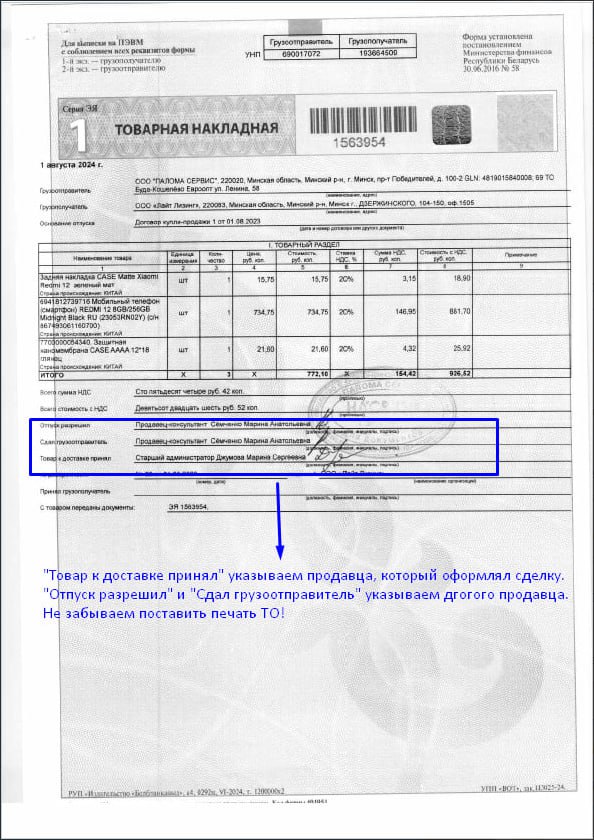 Для выписки на ПЭВМ
с соблюдением всех реквизитов формы
1-й экз. — грузополучателю
2-й экз. — грузоотправителю
УНП
Грузоотправитель Грузополучатель
690017072 193664509
Форма установлена
постановлением
Министерства финансов
Республики Беларусь
30.06.2016 № 58
Серия ЭЯ
1 ТОВАРНАЯ НАКЛАДНАЯ
1563954
1 августа 2024 г.
Грузоотправитель ООО "ПАЛОМА СЕРВИС", 220020, Минская область, Минский р-н, г. Минск, пр-т Победителей, д. 100-2 GLN: 4819015840008; 69 ТО
Буда-Кошелёво Евроопт ул. Ленина, 58
(наименование, адрес)
Грузополучатель ООО «Лайт Лизинг», 220083, Минская область, Минский р-н, Минск г., ДЗЕРЖИНСКОГО, 104-150, оф.1505
(наименование, адрес)
Основание отпуска Договор купли-продажи 1 от 01.08.2023
(дата и номер договора или другого документа)
I. ТОВАРНЫЙ РАЗДЕЛ
Наименование товара Единица измерения Коли-чество Цена, руб. коп. Стоимость, руб. коп. Ставка НДС, % Сумма НДС, руб. коп. Стоимость с НДС, руб. коп. Примечание
1 2 3 4 5 6 7 8 9
Задняя накладка CASE Matte Xiaomi
Redmi 12 зеленый мат шт 1 15,75 15,75 20% 3,15 18,90
Страна происхождения: КИТАЙ
6941812739716 Мобильный телефон
(смартфон) REDMI 12 8GB/256GB
Midnight Black RU (23053RN02Y) (с/н
867493061160700) шт 1 734,75 734,75 20% 146,95 881,70
Страна происхождения: КИТАЙ
7703000054340, Защитная
наномембрана CASE AAAA 12*18
глянец шт 1 21,60 21,60 20% 4,32 25,92
Страна происхождения: КИТАЙ
ИТОГО X 3 X 772,10 X 154,42 926,52
Всего сумма НДС Сто пятьдесят четыре руб. 42 коп.
(прописью)
Всего стоимость с НДС Девятьсот двадцать шесть руб. 52 коп.
(прописью)
Отпуск разрешил Продавец-консультант Сёмченко Марина Анатольевна
(должность, фамилия, инициалы, подпись)
Сдал грузоотправитель Продавец-консультант Сёмченко Марина Анатольевна
(должность, фамилия, инициалы, подпись)
Товар к доставке принял Старший администратор Джумова Марина Сергеевна
(должность, фамилия, инициалы, подпись)
(номер, дата) (наименование организации)
Принял грузополучатель
(должность, фамилия, инициалы, подпись)
С товаром переданы документы: ЭЯ 1563954,
"Товар к доставке принял" указываем продавца, который оформлял сделку.
"Отпуск разрешил" и "Сдал грузоотправитель" указываем дгогого продавца.
Не забываем поставить печать ТО!
РУП «Издательство «Белбланкавыд», з4, 0292ц, VI-2024, т. 1200000х2
УПП «ВОТ», зак. П3025-24.